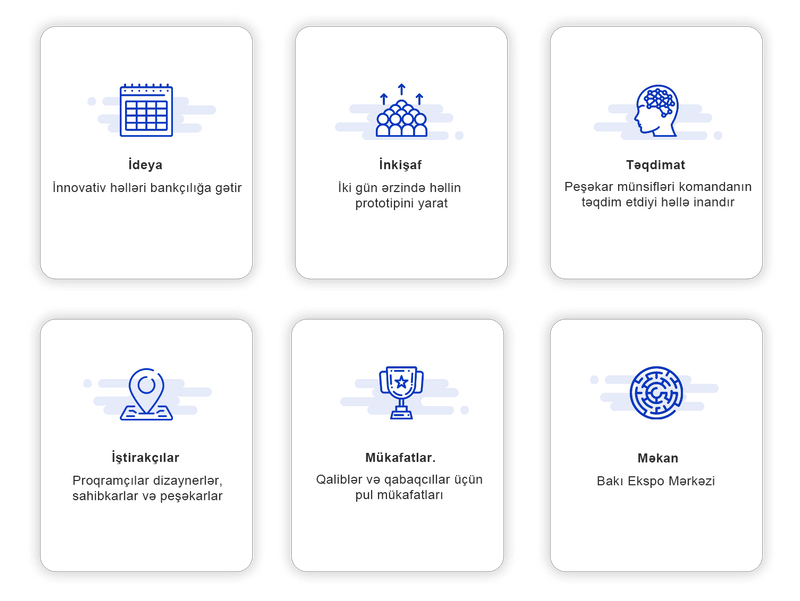 İdeya
İnnovativ həlləri bankçılığa gətir
İnkişaf
İki gün ərzində həllin
prototipini yarat
Təqdimat
Peşəkar münsifləri komandanın
təqdim etdiyi həllə inandır
İştirakçılar
Proqramçılar dizaynerlər,
sahibkarlar və peşəkarlar
Mükafatlar.
Qaliblər və qabaqcıllar üçün
pul mükafatları
Məkan
Bakı Ekspo Mərkəzi